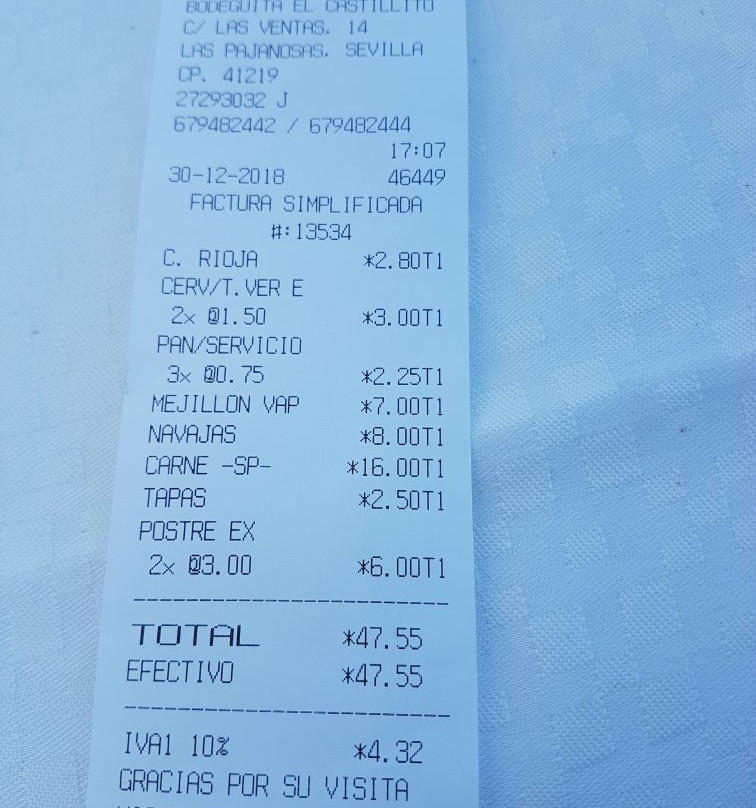 BODEGUITA EL CASTILLITO
C/ LAS VENTAS. 14
LAS PAJANOSAS. SEVILLA
CP. 41219
27293032 J
679482442 / 679482444
17:07
30-12-2018 46449
FACTURA SIMPLIFICADA
#:13534
C. RIOJA *2.80T1
CERV/T.VER E
2x @1.50 *3.00T1
PAN/SERVICIO
3x @0.75 *2.25T1
MEJILLON VAP *7.00T1
NAVAJAS *8.00T1
CARNE -SP- *16.00T1
TAPAS *2.50T1
POSTRE EX
2x @3.00 *6.00T1
TOTAL *47.55
EFECTIVO *47.55
IVA1 10% *4.32
GRACIAS POR SU VISITA